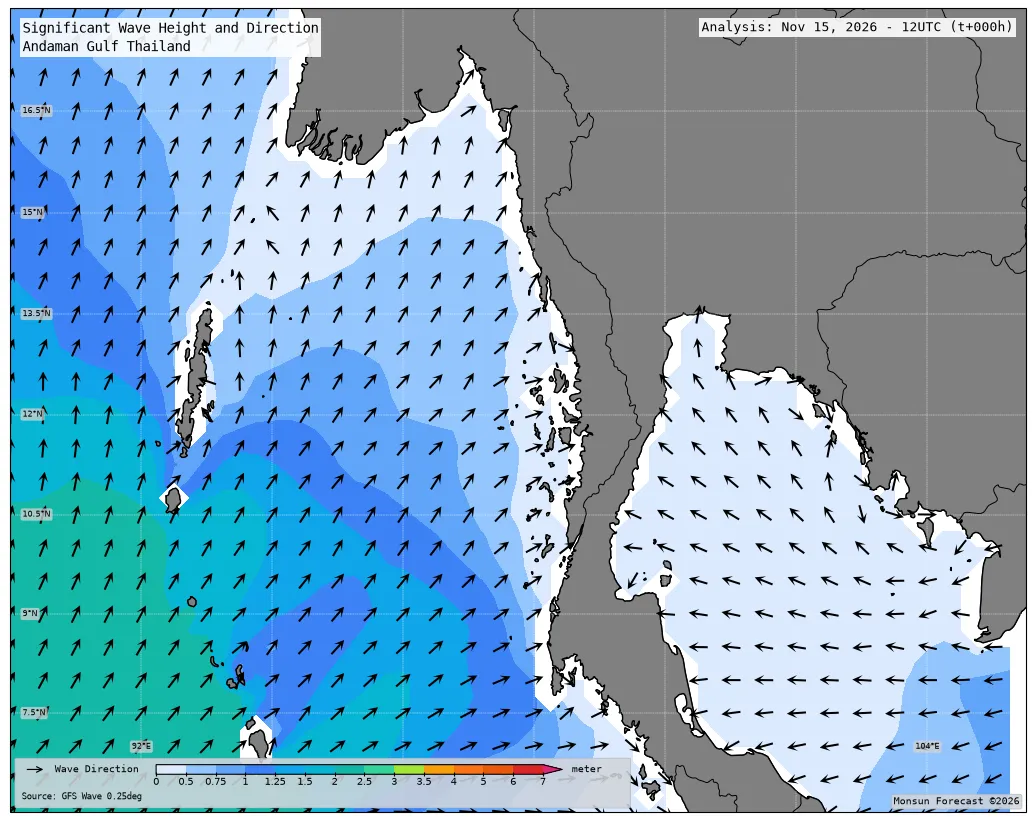 Significant Wave Height and Direction
Andaman Gulf Thailand
Analysis: Nov 15, 2026 - 12UTC (t+000h)
16.5°N
15°N
13.5°N
12°N
10.5°N
9°N
7.5°N
92°E
104°E
Wave Direction
meter
0 0.5 0.75 1 1.25 1.5 2 2.5 3 3.5 4 5 6 7
Source: GFS Wave 0.25deg
Monsun Forecast ©2026